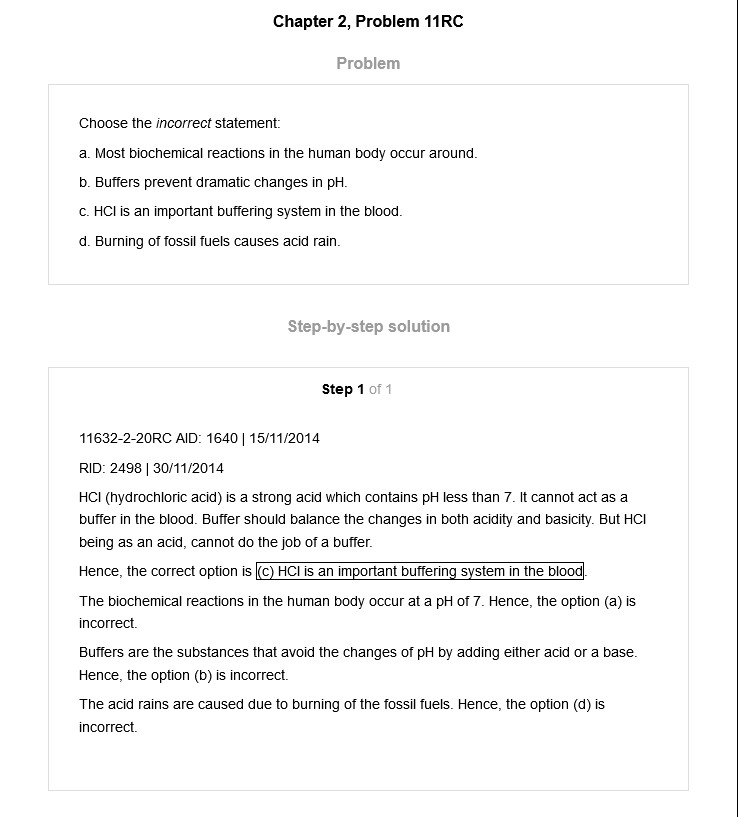 Chapter 2, Problem 11RC
Problem
Choose the incorrect statement:
a. Most biochemical reactions in the human body occur around.
b. Buffers prevent dramatic changes in pH.
c. HCl is an important buffering system in the blood.
d. Burning of fossil fuels causes acid rain.
Step-by-step solution
Step 1 of 1
11632-2-20RC AID: 1640 | 15/11/2014
RID: 2498 | 30/11/2014
HCl (hydrochloric acid) is a strong acid which contains pH less than 7. It cannot act as a
buffer in the blood. Buffer should balance the changes in both acidity and basicity. But HCl
being as an acid, cannot do the job of a buffer.
Hence, the correct option is (c) HCl is an important buffering system in the blood.
The biochemical reactions in the human body occur at a pH of 7. Hence, the option (a) is
incorrect.
Buffers are the substances that avoid the changes of pH by adding either acid or a base.
Hence, the option (b) is incorrect.
The acid rains are caused due to burning of the fossil fuels. Hence, the option (d) is
incorrect.